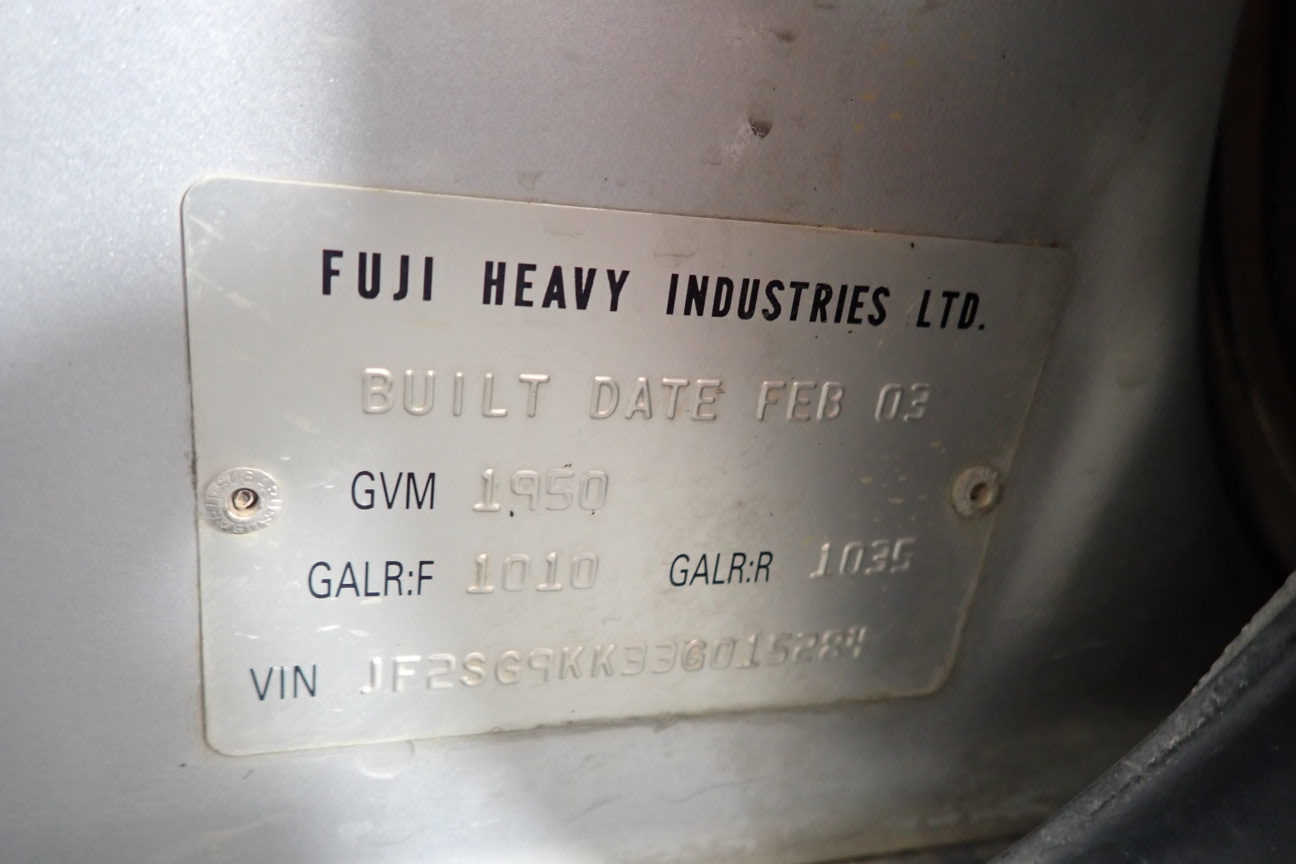 FUJI HEAVY INDUSTRIES LTD.
BUILT DATE FEB 03
GVM 1950
GALR:F 1010 GALR:R 1035
VIN JF2SG9KK33G015284